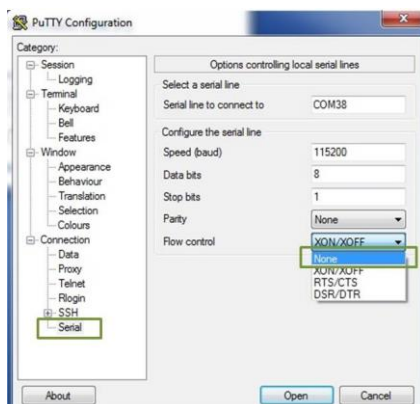 PuTTY Configuration
Category:
Session
Logging
Terminal
Keyboard
Bell
Features
Window
Appearance
Behaviour
Translation
Selection
Colours
Connection
Data
Proxy
Telnet
Rlogin
SSH
Serial
Options controlling local serial lines
Select a serial line
Serial line to connect to COM38
Configure the serial line
Speed (baud) 115200
Data bits 8
Stop bits 1
Parity None
Flow control XON/XOFF
None
XON/XOFF
RTS/CTS
DSR/DTR
About Open Cancel